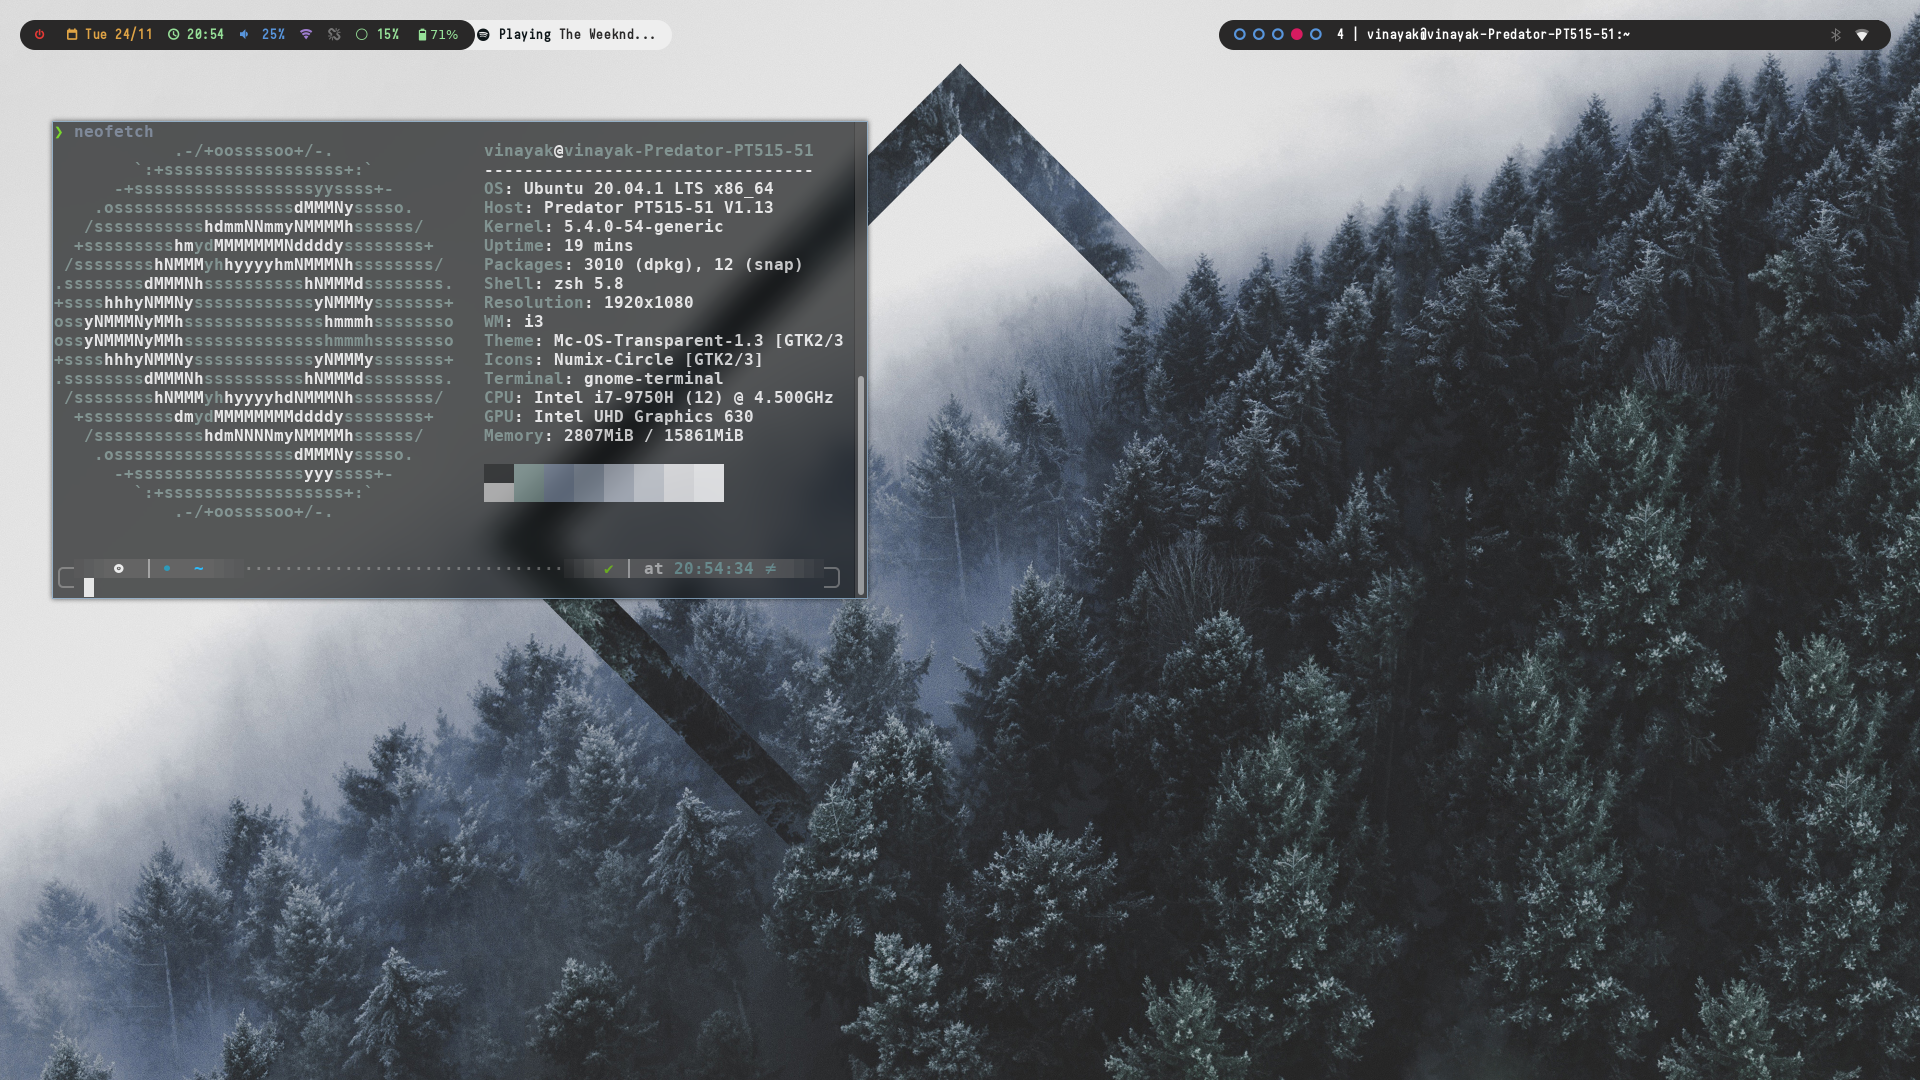 Tue 24/11 20:54 25% 15% 71% Playing The Weeknd...
4 | vinayak@vinayak-Predator-PT515-51:~
❯ neofetch
.-/+oossssoo+/-.
`:+ssssssssssssssssss+:`
-+ssssssssssssssssssyyssss+-
.ossssssssssssssssssdMMMNysssso.
/ssssssssssshdmmNNmmyNMMMMhssssss/
+ssssssssshmydMMMMMMMNddddyssssssss+
/sssssssshNMMMyhhyyyyhmNMMMNhssssssss/
.ssssssssdMMMNhsssssssssshNMMMdssssssss.
+sssshhhyNMMNyssssssssssssyNMMMysssssss+
ossyNMMMNyMMhsssssssssssssshmmmhssssssso
ossyNMMMNyMMhsssssssssssssshmmmhssssssso
+sssshhhyNMMNyssssssssssssyNMMMysssssss+
.ssssssssdMMMNhsssssssssshNMMMdssssssss.
/sssssssshNMMMyhhyyyyhdNMMMNhssssssss/
+sssssssssdmydMMMMMMMMddddyssssssss+
/ssssssssssshdmNNNNmyNMMMMhssssss/
.ossssssssssssssssssdMMMNysssso.
-+sssssssssssssssssyyyssss+-
`:+ssssssssssssssssss+:`
.-/+oossssoo+/-.
vinayak@vinayak-Predator-PT515-51
---------------------------------
OS: Ubuntu 20.04.1 LTS x86_64
Host: Predator PT515-51 V1.13
Kernel: 5.4.0-54-generic
Uptime: 19 mins
Packages: 3010 (dpkg), 12 (snap)
Shell: zsh 5.8
Resolution: 1920x1080
WM: i3
Theme: Mc-OS-Transparent-1.3 [GTK2/3
Icons: Numix-Circle [GTK2/3]
Terminal: gnome-terminal
CPU: Intel i7-9750H (12) @ 4.500GHz
GPU: Intel UHD Graphics 630
Memory: 2807MiB / 15861MiB
~ ✔ at 20:54:34